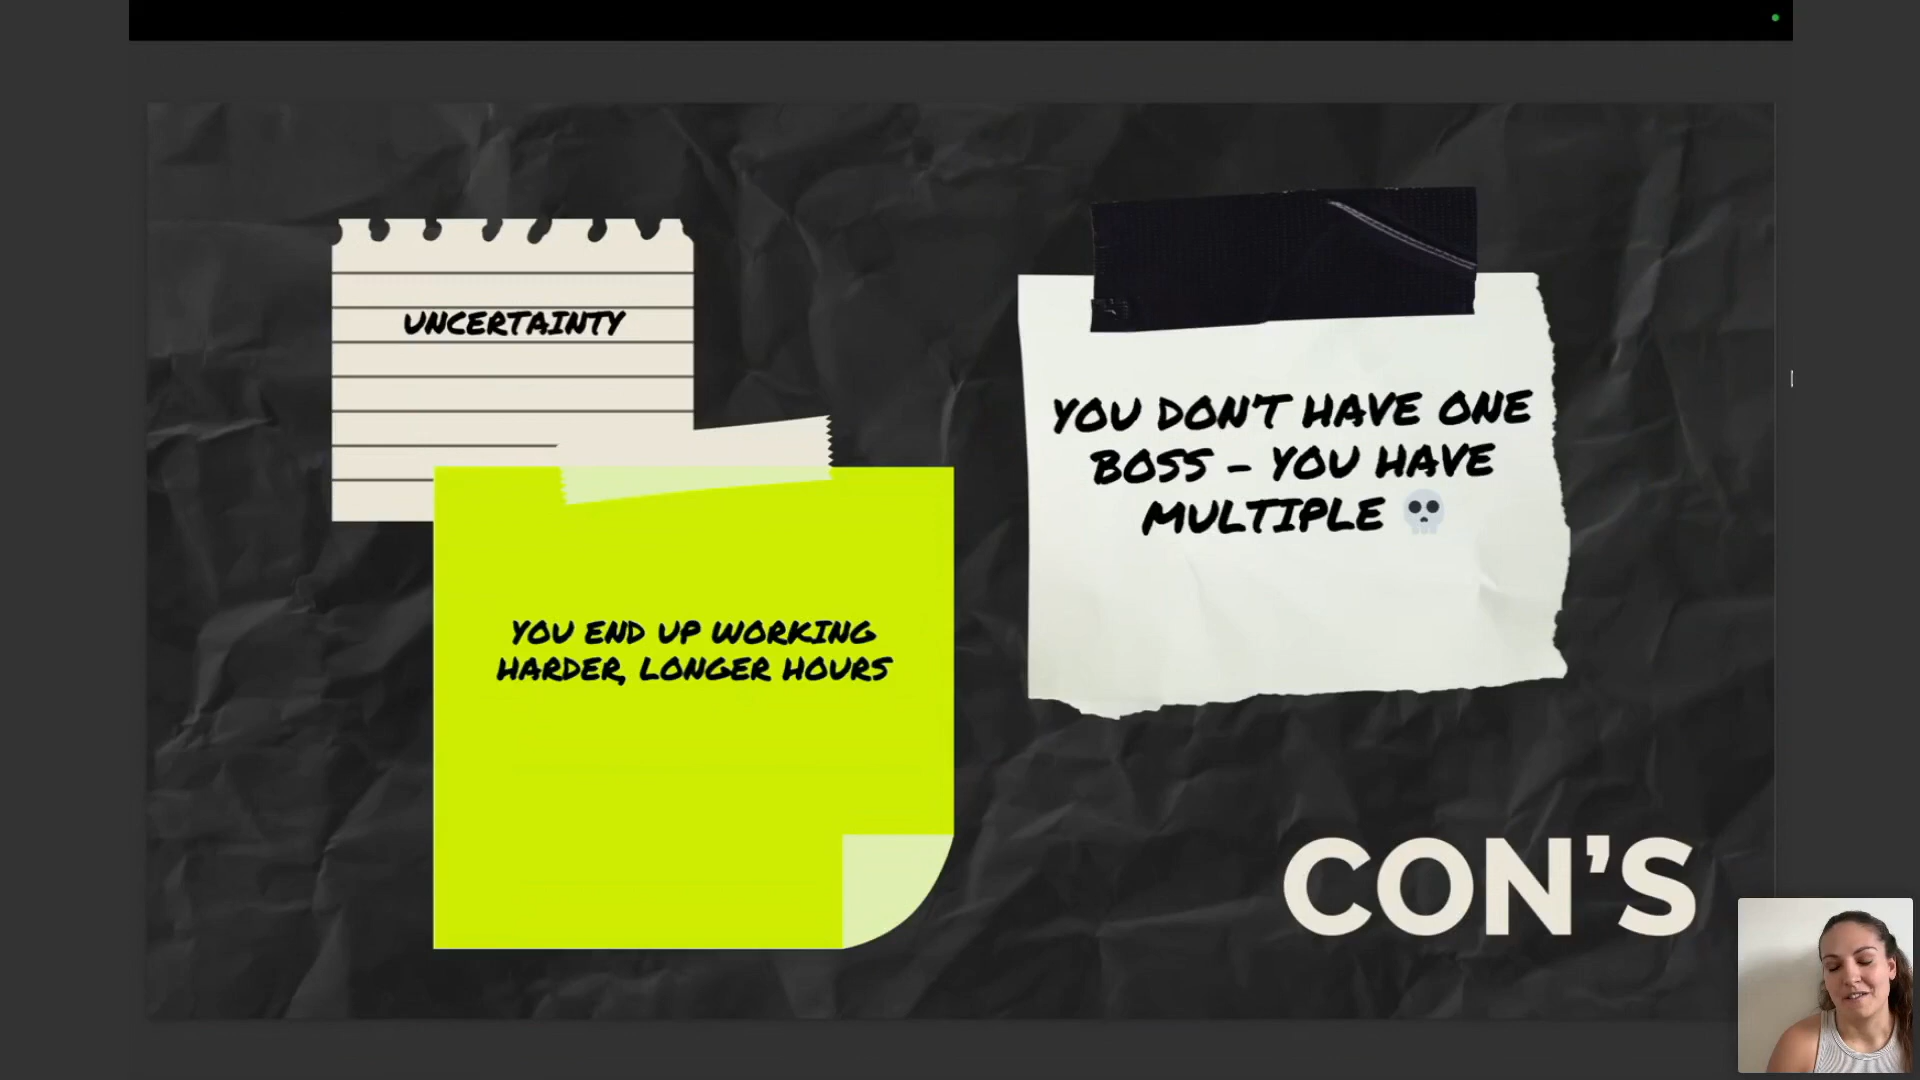 UNCERTAINTY
YOU END UP WORKING
HARDER, LONGER HOURS
YOU DON'T HAVE ONE
BOSS - YOU HAVE
MULTIPLE 💀
CON'S